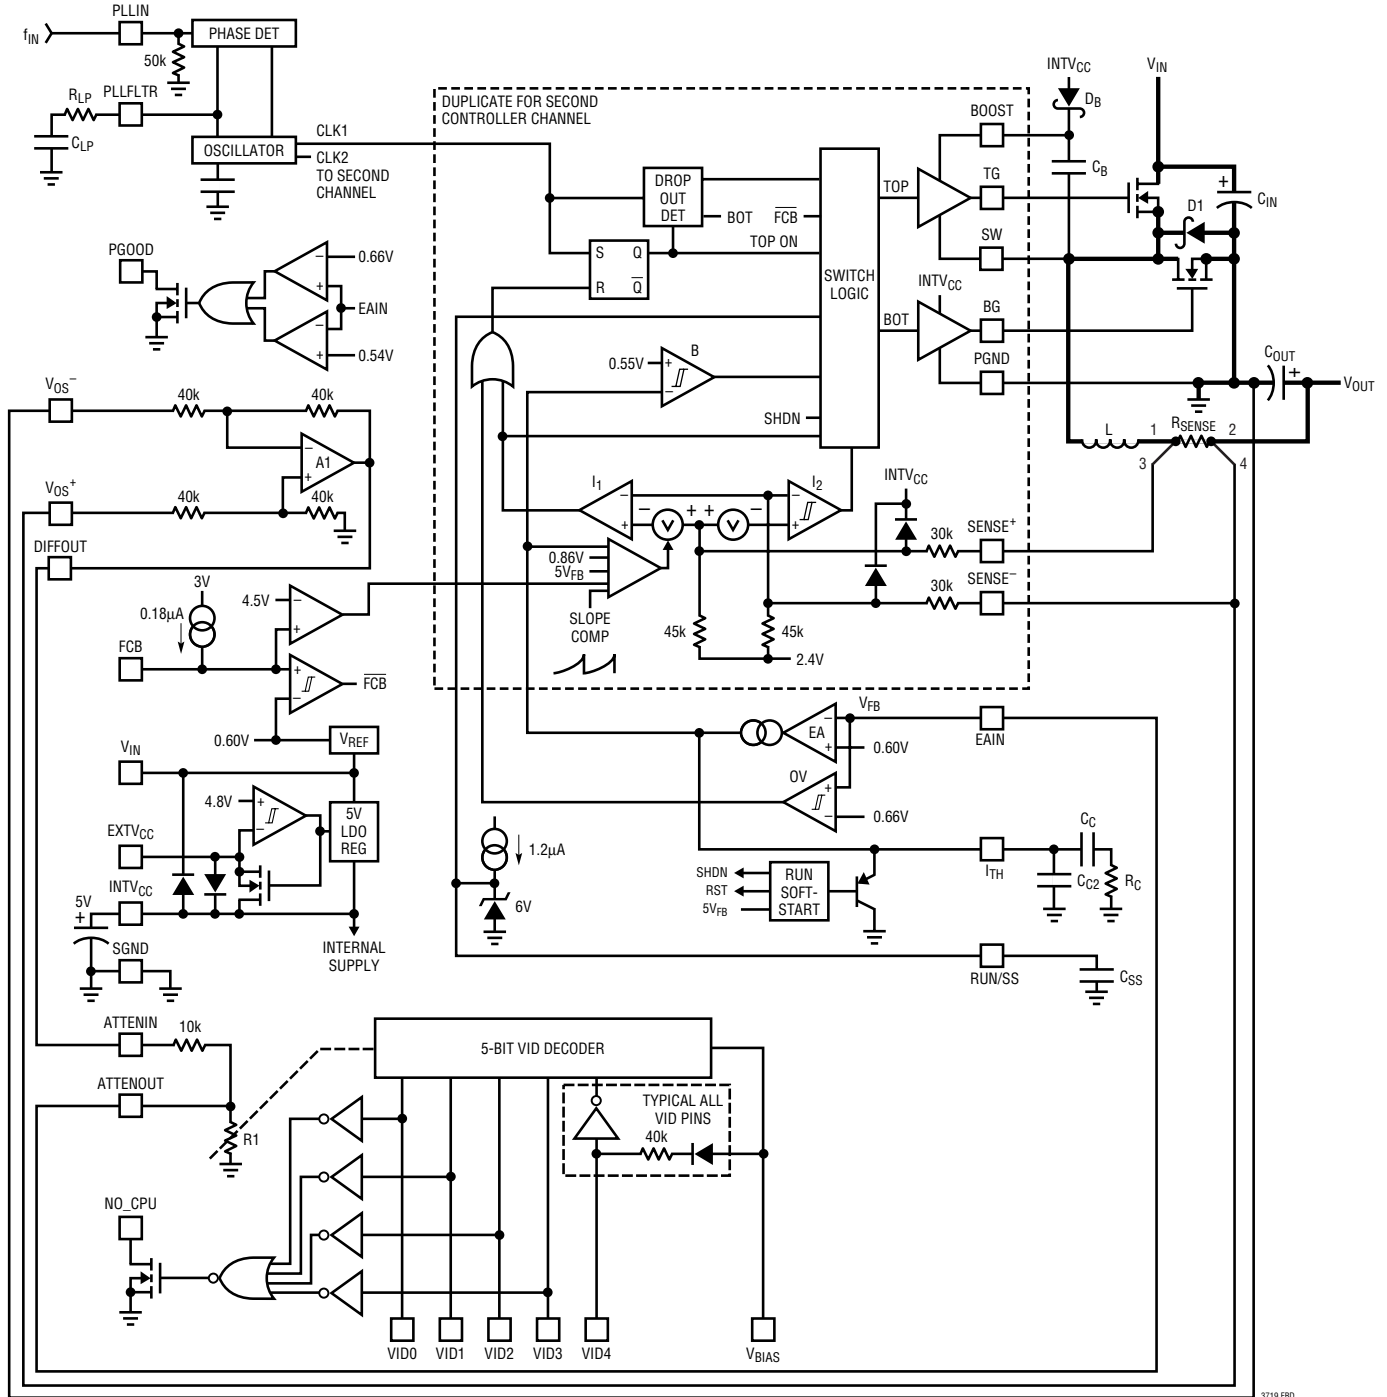 PLLIN
fIN
PHASE DET
50k
RLP
PLLFLTR
CLP
OSCILLATOR
CLK1
CLK2
TO SECOND
CHANNEL
DUPLICATE FOR SECOND
CONTROLLER CHANNEL
INTVCC
VIN
DB
BOOST
CB
DROP
OUT
DET
BOT
FCB
TOP ON
TOP
TG
SW
D1
+
CIN
S
Q
R
Q
SWITCH
LOGIC
INTVCC
BOT
BG
PGND
COUT
+
VOUT
PGOOD
−
0.66V
+
EAIN
−
+
0.54V
0.55V
+
−
B
SHDN
L
1
RSENSE
2
3
4
VOS−
40k
40k
−
A1
+
VOS+
40k
40k
DIFFOUT
I1
−
+
−
V
+
+
V
−
−
+
I2
INTVCC
30k
SENSE+
30k
SENSE−
0.86V
5VFB
SLOPE
COMP
45k
45k
2.4V
3V
0.18µA
4.5V
−
+
FCB
+
−
FCB
0.60V
VREF
VIN
4.8V
+
−
5V
LDO
REG
EXTVCC
INTVCC
5V
+
SGND
INTERNAL
SUPPLY
VFB
−
EA
+
0.60V
EAIN
OV
+
−
0.66V
1.2µA
6V
SHDN
RST
5VFB
RUN
SOFT-
START
ITH
CC
CC2
RC
RUN/SS
CSS
ATTENIN
10k
ATTENOUT
R1
5-BIT VID DECODER
TYPICAL ALL
VID PINS
40k
NO_CPU
VID0
VID1
VID2
VID3
VID4
VBIAS
3719 FBD